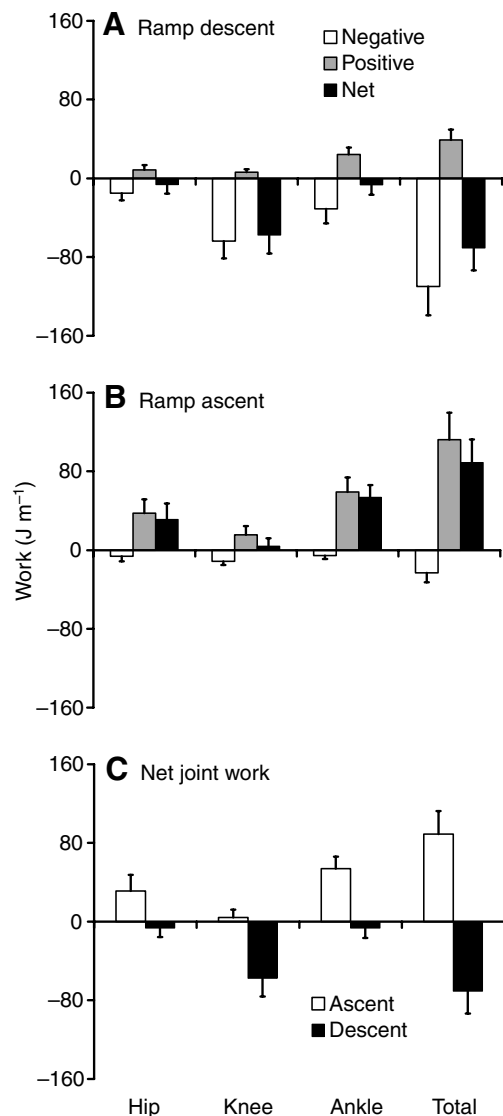 A Ramp descent
Negative
Positive
Net
160
80
0
−80
−160
B Ramp ascent
160
80
0
−80
−160
Work (J m⁻¹)
C Net joint work
160
80
0
−80
−160
Ascent
Descent
Hip Knee Ankle Total